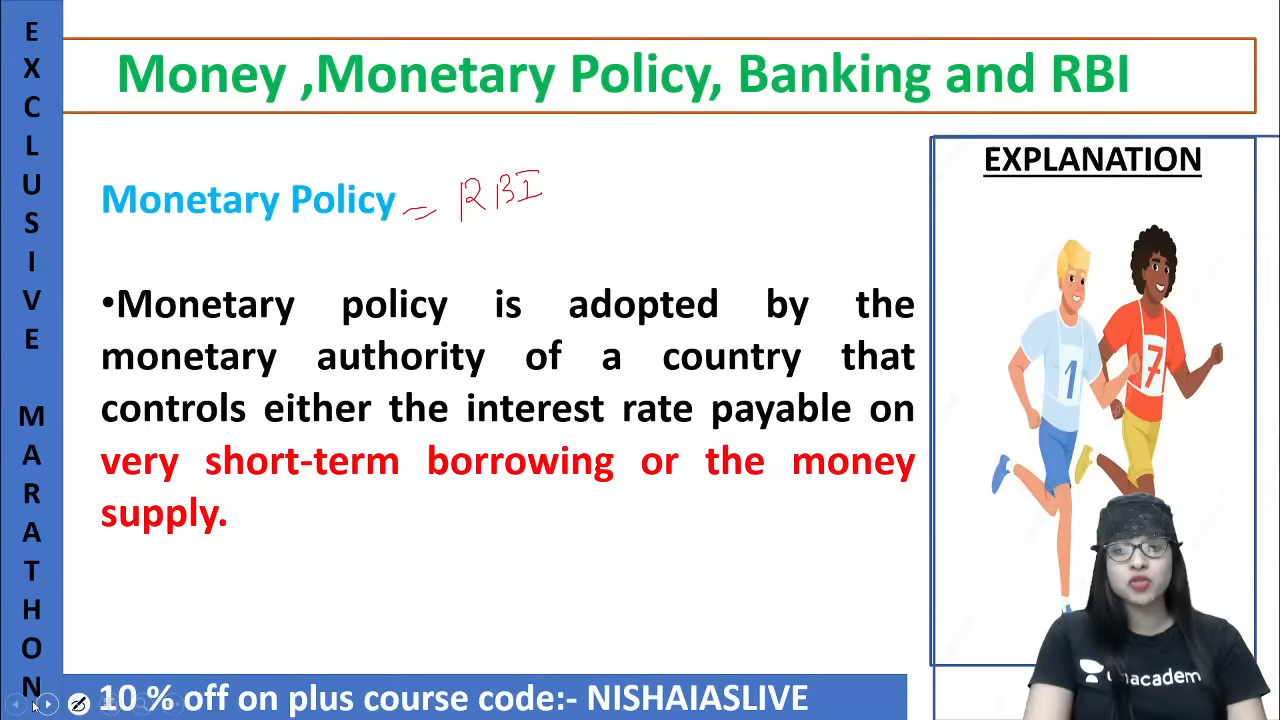 EXCLUSIVE MARATHON
Money ,Monetary Policy, Banking and RBI
EXPLANATION
Monetary Policy = RBI
•Monetary policy is adopted by the
monetary authority of a country that
controls either the interest rate payable on
very short-term borrowing or the money
supply.
1
7
10 % off on plus course code:- NISHAIASLIVE